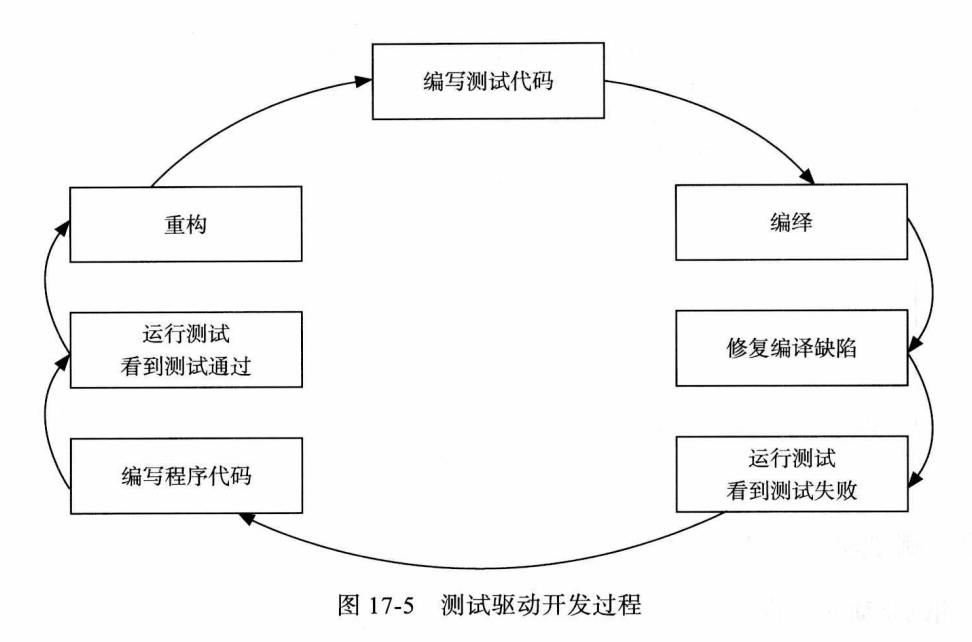 编写测试代码
重构
编绎
运行测试
看到测试通过
修复编译缺陷
编写程序代码
运行测试
看到测试失败
图 17-5 测试驱动开发过程